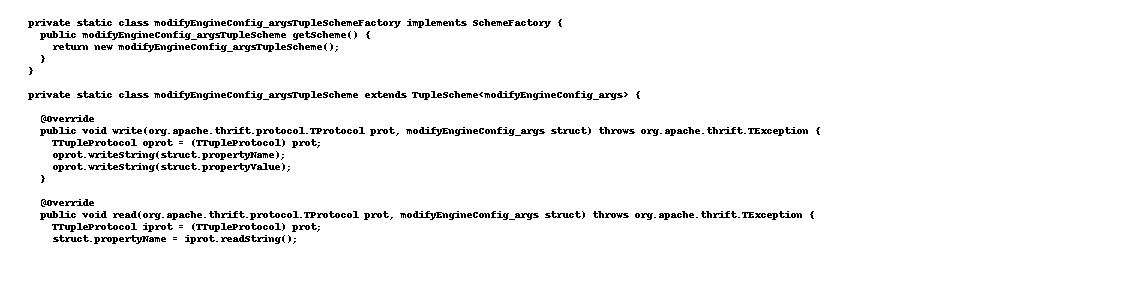 private static class modifyEngineConfig_argsTupleSchemeFactory implements SchemeFactory {
  public modifyEngineConfig_argsTupleScheme getScheme() {
    return new modifyEngineConfig_argsTupleScheme();
  }
}

private static class modifyEngineConfig_argsTupleScheme extends TupleScheme<modifyEngineConfig_args> {

  @Override
  public void write(org.apache.thrift.protocol.TProtocol prot, modifyEngineConfig_args struct) throws org.apache.thrift.TException {
    TTupleProtocol oprot = (TTupleProtocol) prot;
    oprot.writeString(struct.propertyName);
    oprot.writeString(struct.propertyValue);
  }

  @Override
  public void read(org.apache.thrift.protocol.TProtocol prot, modifyEngineConfig_args struct) throws org.apache.thrift.TException {
    TTupleProtocol iprot = (TTupleProtocol) prot;
    struct.propertyName = iprot.readString();